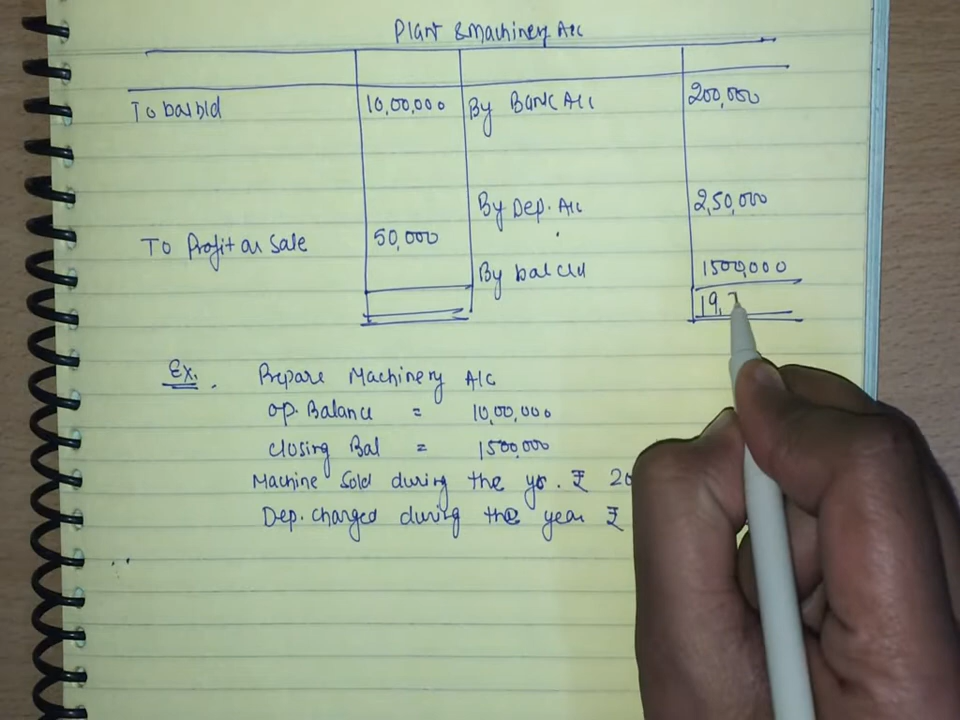 Plant & Machinery A/c
To bal b/d 10,00,000 By Bank A/c 200,000
By Dep. A/c 2,50,000
To Profit on Sale 50,000
By bal c/d 1500,000
19,
Ex. Prepare Machinery A/c
Op. Balance = 10,00,000
Closing Bal = 1500,000
Machine Sold during the yr. ₹ 20
Dep. charged during the year ₹